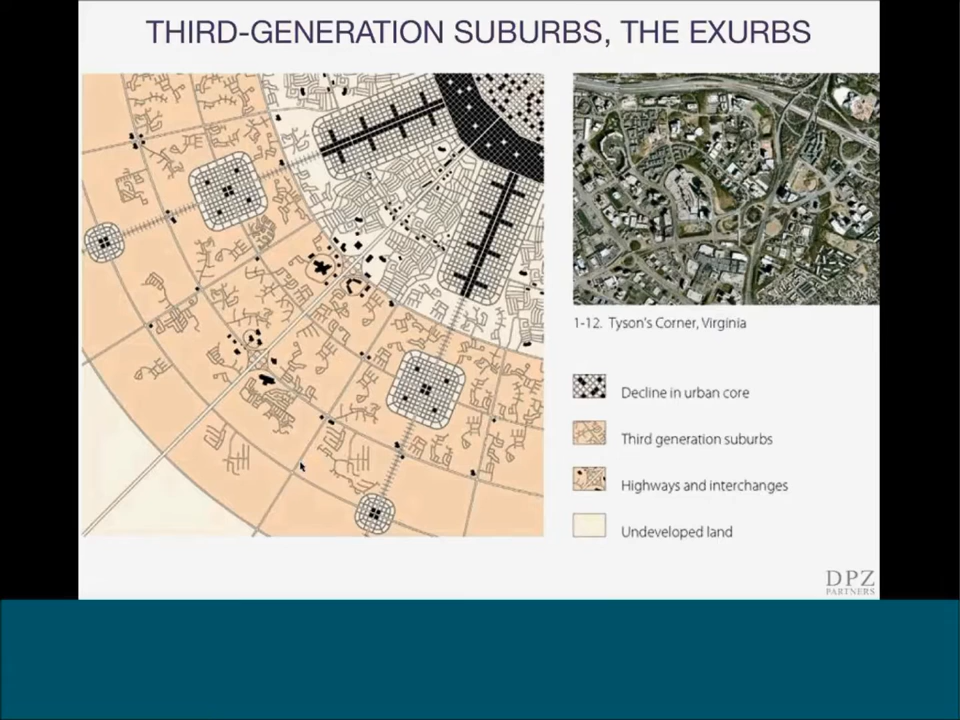 THIRD-GENERATION SUBURBS, THE EXURBS
1-12. Tyson's Corner, Virginia
Decline in urban core
Third generation suburbs
Highways and interchanges
Undeveloped land
DPZ
PARTNERS